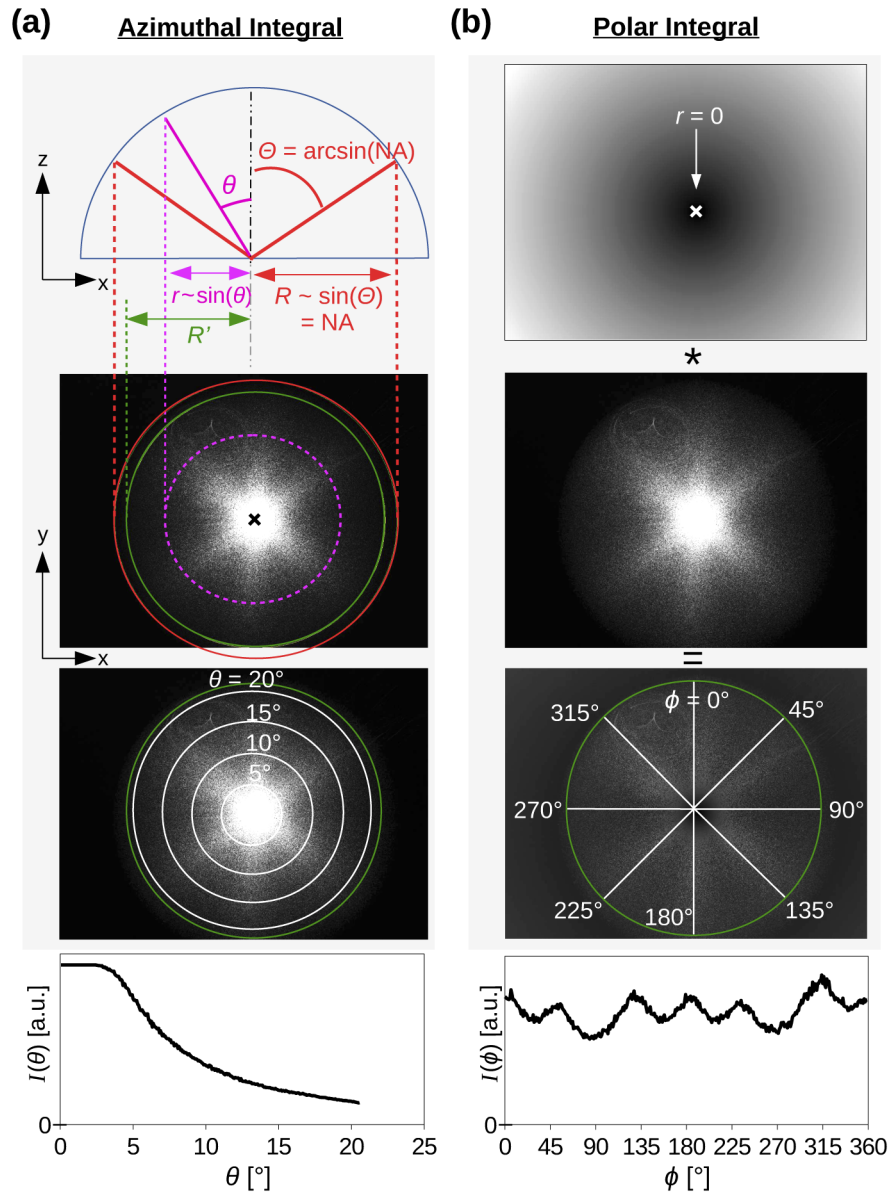 (a) Azimuthal Integral
z
x
θ
Θ = arcsin(NA)
r~sin(θ)
R ~ sin(Θ)
= NA
R'
y
x
θ = 20°
15°
10°
5°
I(θ) [a.u.]
0
0 5 10 15 20 25
θ [°]
(b) Polar Integral
r = 0
*
=
ϕ = 0°
45°
90°
135°
180°
225°
270°
315°
I(ϕ) [a.u.]
0
0 45 90 135 180 225 270 315 360
ϕ [°]